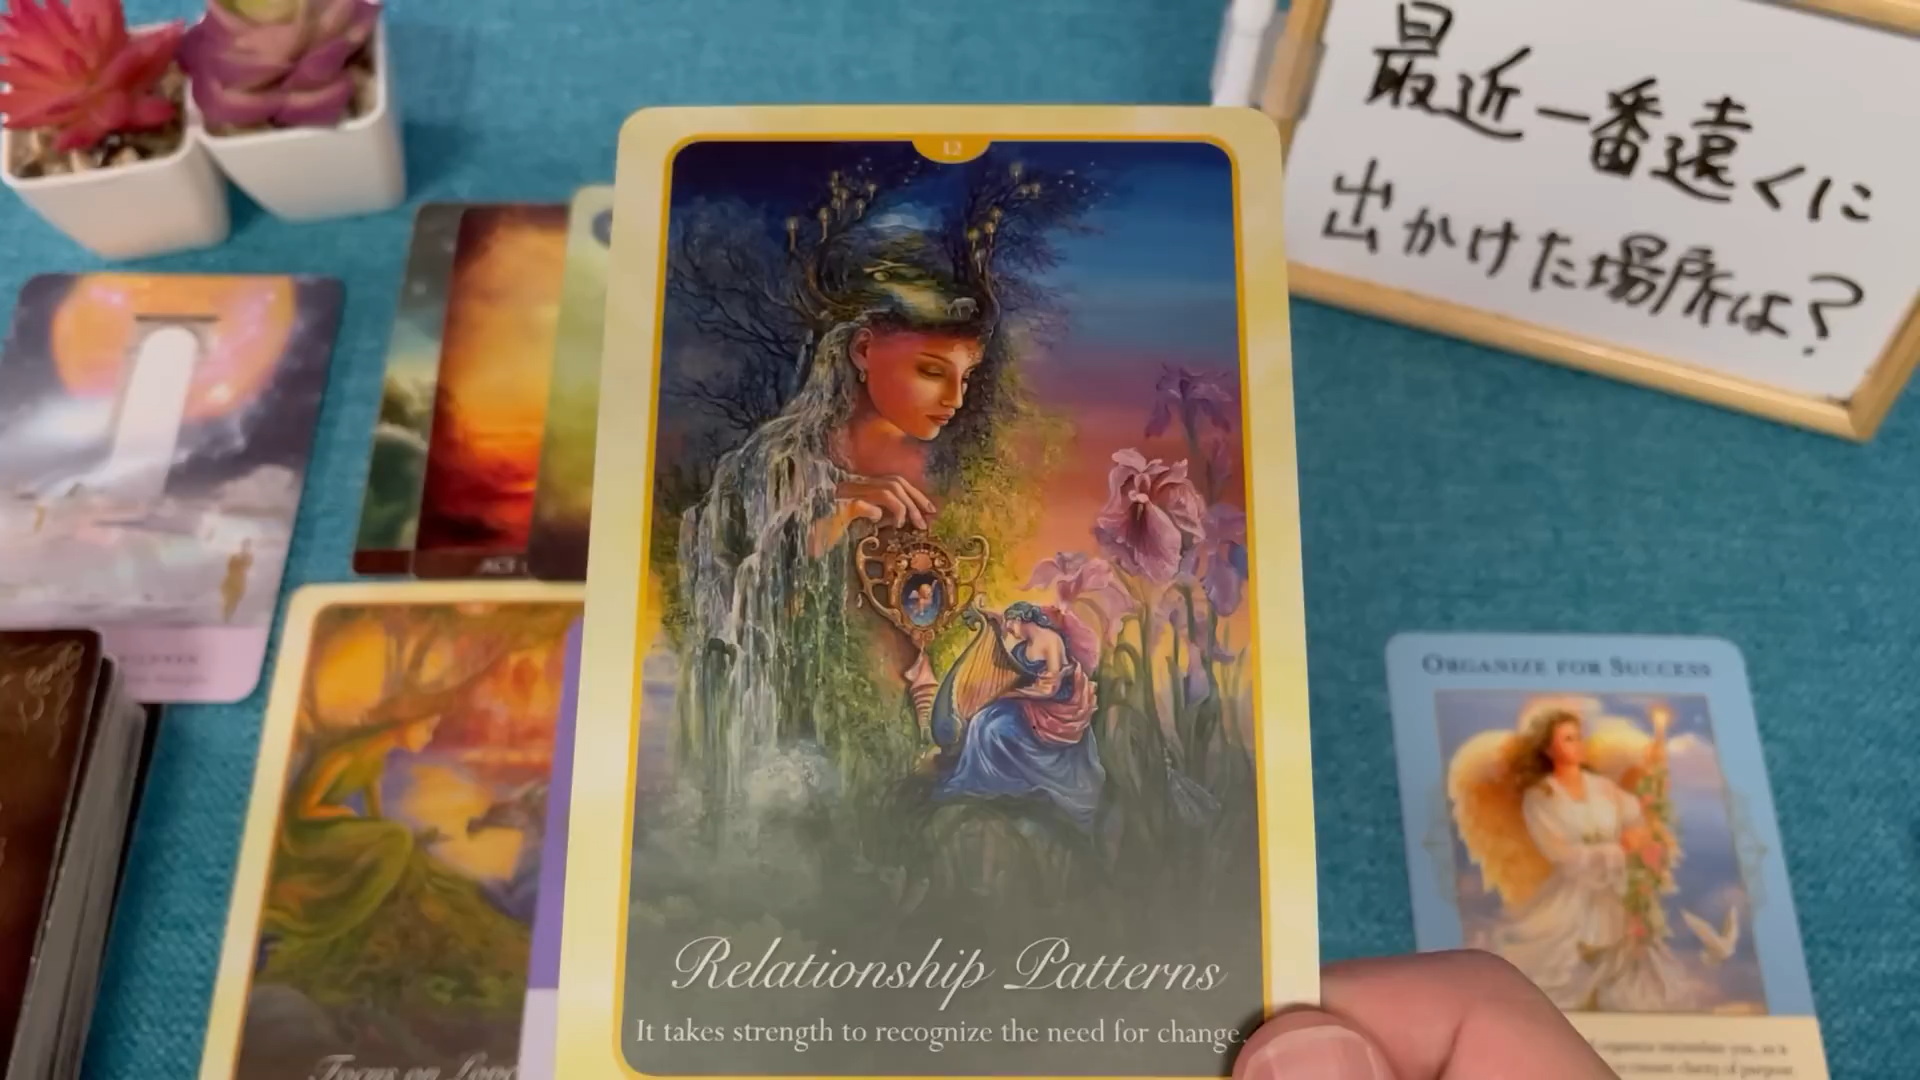 最近一番遠くに
出かけた場所は?
12
Relationship Patterns
It takes strength to recognize the need for change.
ORGANIZE FOR SUCCESS
Focus on Love